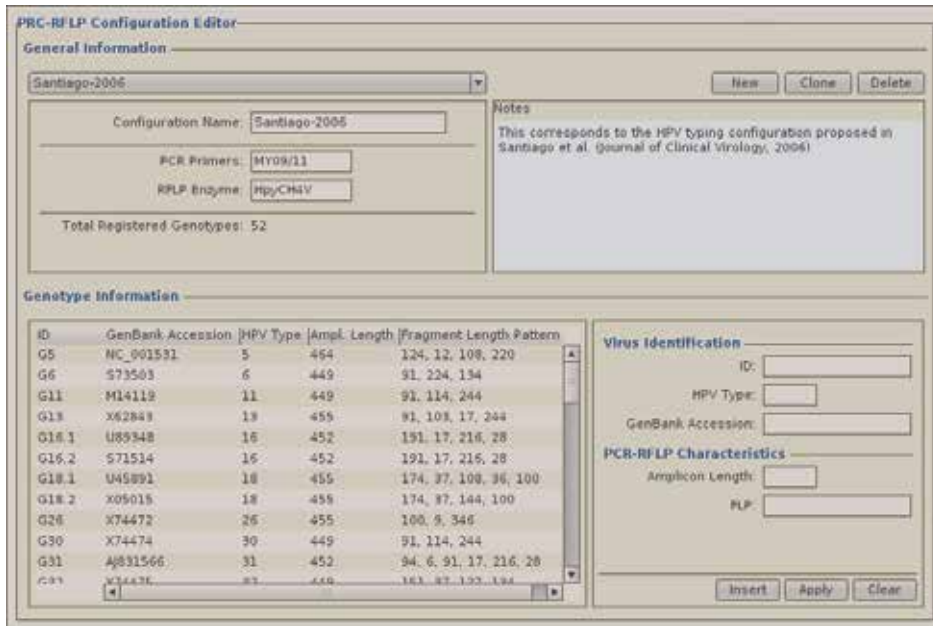 PRC-RFLP Configuration Editor
General Information
Santiago-2006
New Clone Delete
Configuration Name: Santiago-2006
PCR Primers: MY09/11
RFLP Enzyme: HpyCH4V
Total Registered Genotypes: 52
Notes
This corresponds to the HPV typing configuration proposed in
Santiago et al. (Journal of Clinical Virology, 2006)
Genotype Information
ID GenBank Accession HPV Type Ampl. Length Fragment Length Pattern
G5 NC_001531 5 464 124, 12, 108, 220
G6 S73503 6 449 91, 224, 134
G11 M14119 11 449 91, 114, 244
G13 X62843 13 455 91, 103, 17, 244
G16.1 U89348 16 452 191, 17, 216, 28
G16.2 S71514 16 452 191, 17, 216, 28
G18.1 U45891 18 455 174, 37, 108, 36, 100
G18.2 X05015 18 455 174, 37, 144, 100
G26 X74472 26 455 100, 9, 346
G30 X74474 30 449 91, 114, 244
G31 AJ831566 31 452 94, 6, 91, 17, 216, 28
Virus Identification
ID:
HPV Type:
GenBank Accession:
PCR-RFLP Characteristics
Amplicon Length:
FLP:
Insert Apply Clear